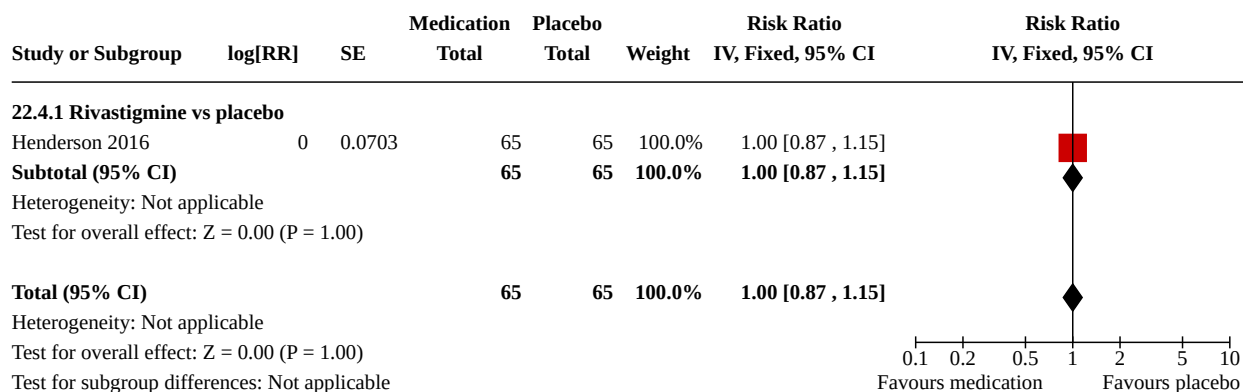 Medication Placebo Risk Ratio Risk Ratio
Study or Subgroup log[RR] SE Total Total Weight IV, Fixed, 95% CI IV, Fixed, 95% CI
22.4.1 Rivastigmine vs placebo
Henderson 2016 0 0.0703 65 65 100.0% 1.00 [0.87 , 1.15]
Subtotal (95% CI) 65 65 100.0% 1.00 [0.87 , 1.15]
Heterogeneity: Not applicable
Test for overall effect: Z = 0.00 (P = 1.00)
Total (95% CI) 65 65 100.0% 1.00 [0.87 , 1.15]
Heterogeneity: Not applicable
Test for overall effect: Z = 0.00 (P = 1.00)
0.1 0.2 0.5 1 2 5 10
Test for subgroup differences: Not applicable Favours medication Favours placebo